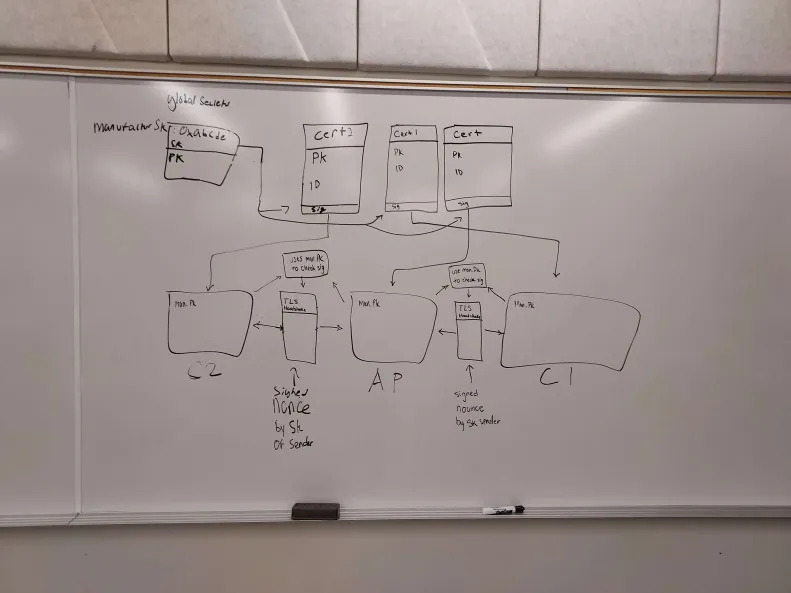 Global Secrets
Manufactor SK
: 0xabcde
SK
PK
Cert2
PK
ID
Sig
Cert1
PK
ID
Sig
Cert
PK
ID
Sig
uses man.PK
to check sig
use man.PK
to check sig
Man.PK
TLS
Handshake
Man.PK
TLS
Handshake
Man.PK
C2
AP
C1
Signed
nonce
by SK
of sender
signed
nounce
by SK sender